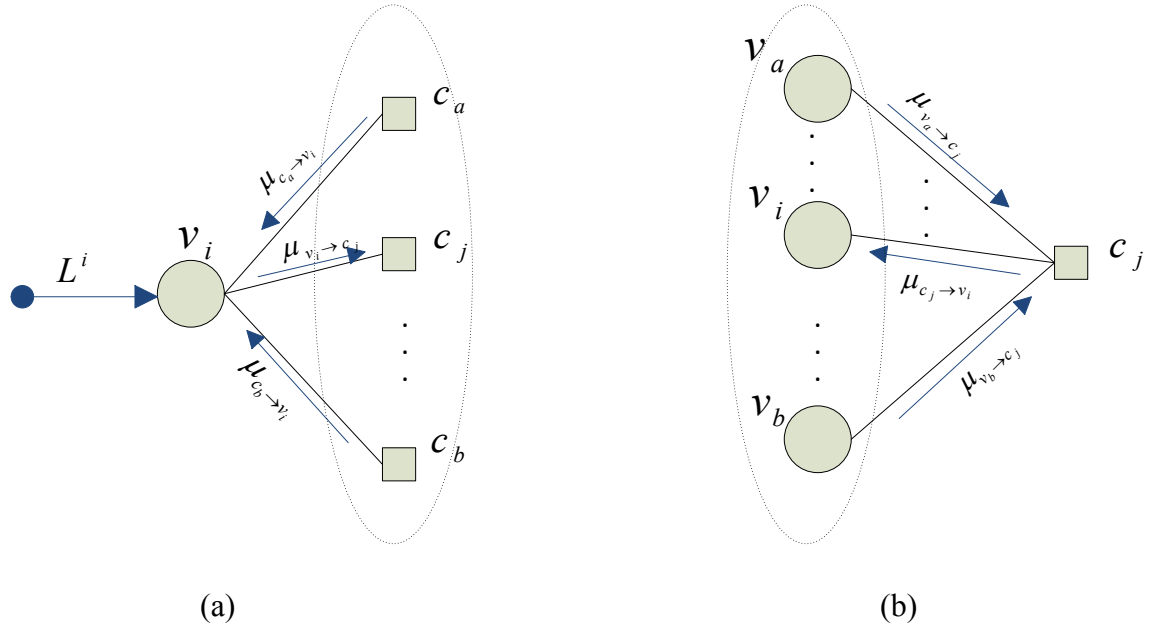 c_a
μ_{c_a→v_i}
v_i
L^i
μ_{v_i→c_j}
c_j
μ_{c_b→v_i}
c_b
(a)
v_a
μ_{v_a→c_j}
v_i
c_j
μ_{c_j→v_i}
μ_{v_b→c_j}
v_b
(b)